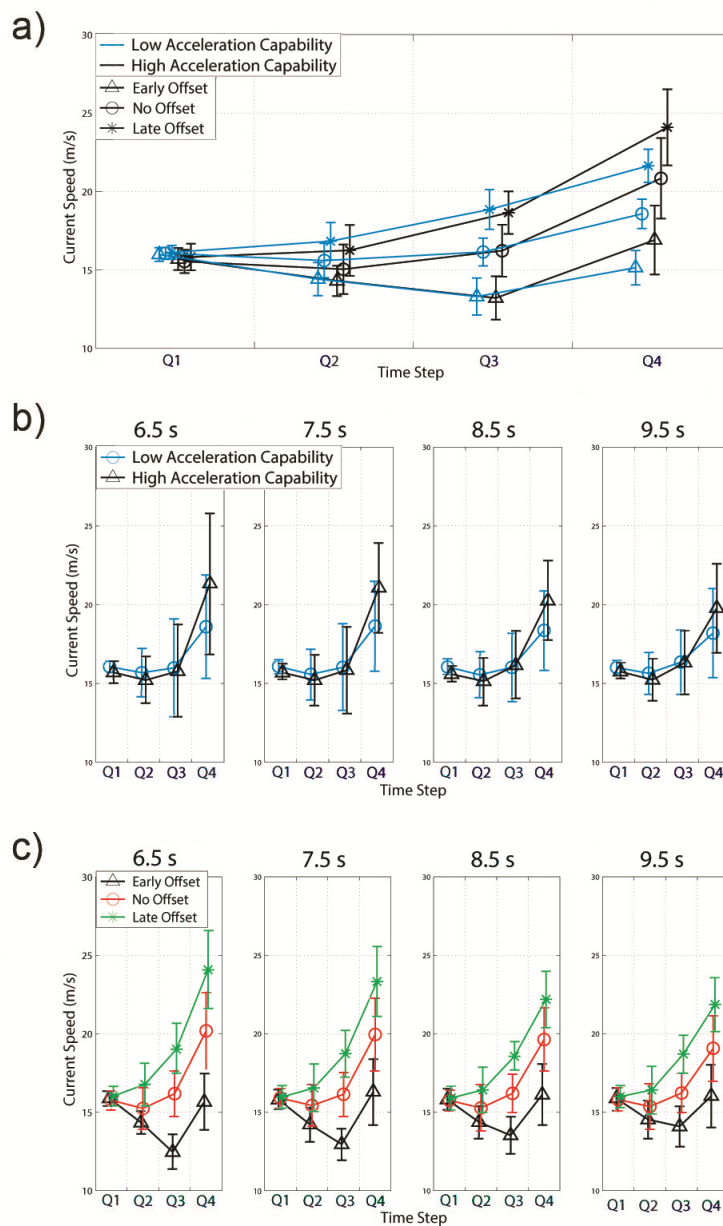 a)
30
25
20
15
10
Current Speed (m/s)
Low Acceleration Capability
High Acceleration Capability
Early Offset
No Offset
Late Offset
Q1 Q2 Q3 Q4
Time Step
b)
6.5 s 7.5 s 8.5 s 9.5 s
30
25
20
15
10
Current Speed (m/s)
Low Acceleration Capability
High Acceleration Capability
30 30 30
25 25 25
20 20 20
15 15 15
10 10 10
Q1 Q2 Q3 Q4 Q1 Q2 Q3 Q4 Q1 Q2 Q3 Q4 Q1 Q2 Q3 Q4
Time Step
c)
6.5 s 7.5 s 8.5 s 9.5 s
30
25
20
15
10
Current Speed (m/s)
Early Offset
No Offset
Late Offset
30 30 30
25 25 25
20 20 20
15 15 15
10 10 10
Q1 Q2 Q3 Q4 Q1 Q2 Q3 Q4 Q1 Q2 Q3 Q4 Q1 Q2 Q3 Q4
Time Step